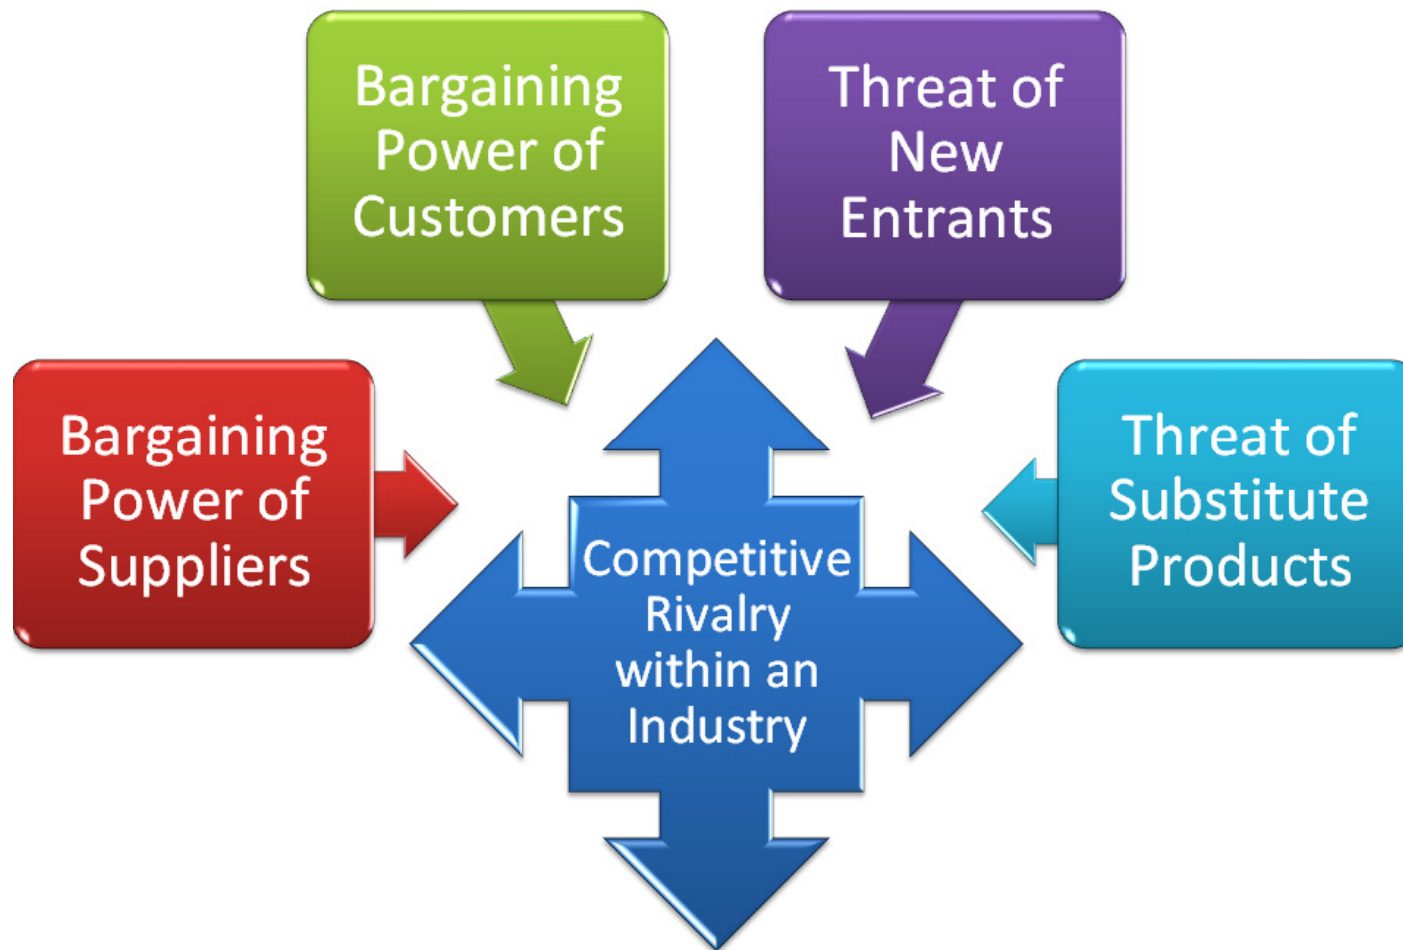 Bargaining
Power of
Customers
Threat of
New
Entrants
Bargaining
Power of
Suppliers
Threat of
Substitute
Products
Competitive
Rivalry
within an
Industry